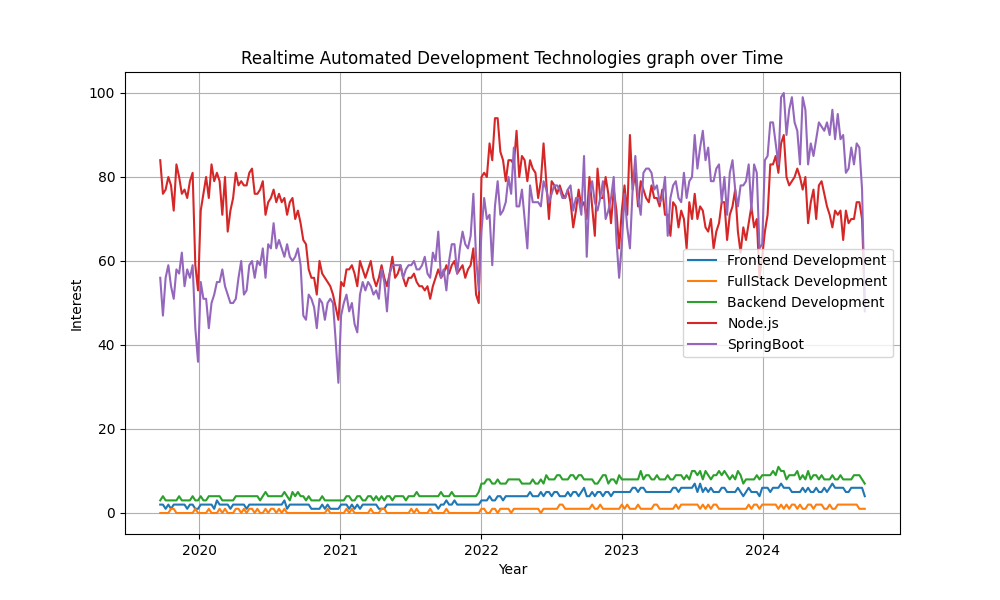 Realtime Automated Development Technologies graph over Time
100
80
60
40
20
0
Interest
Frontend Development
FullStack Development
Backend Development
Node.js
SpringBoot
2020 2021 2022 2023 2024
Year